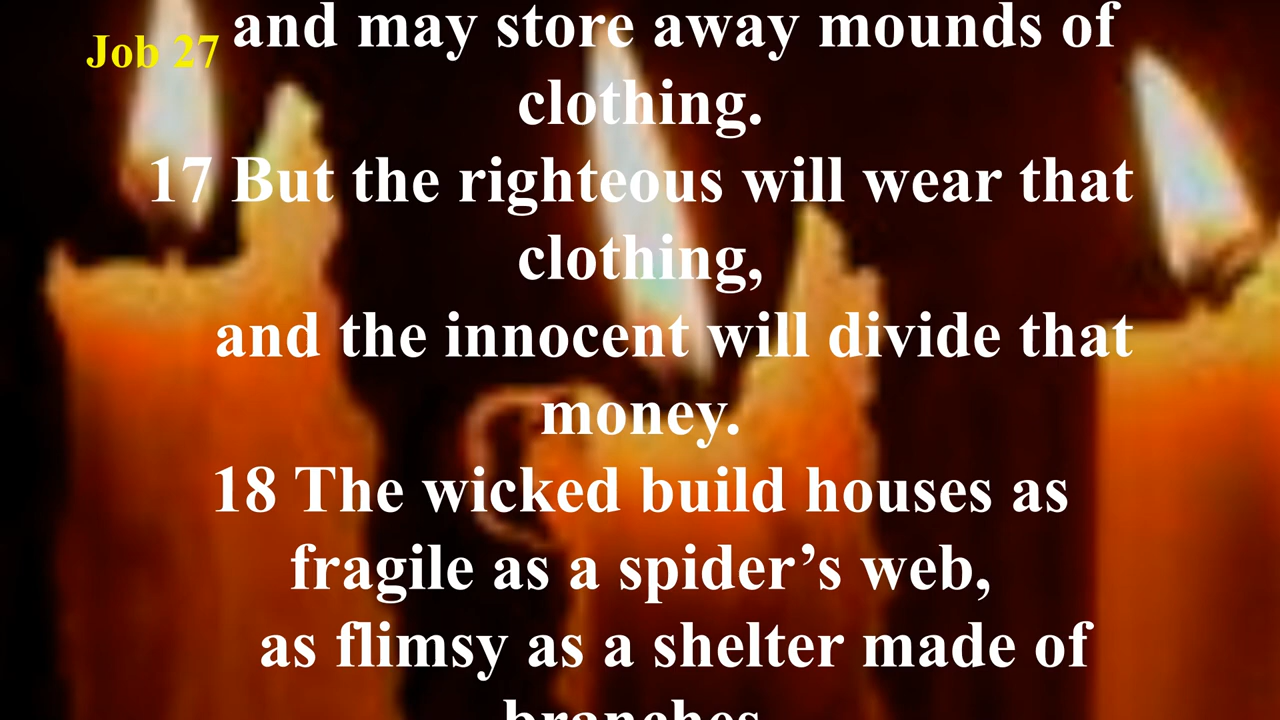 Job 27
and may store away mounds of
clothing.
17 But the righteous will wear that
clothing,
and the innocent will divide that
money.
18 The wicked build houses as
fragile as a spider’s web,
as flimsy as a shelter made of
branches